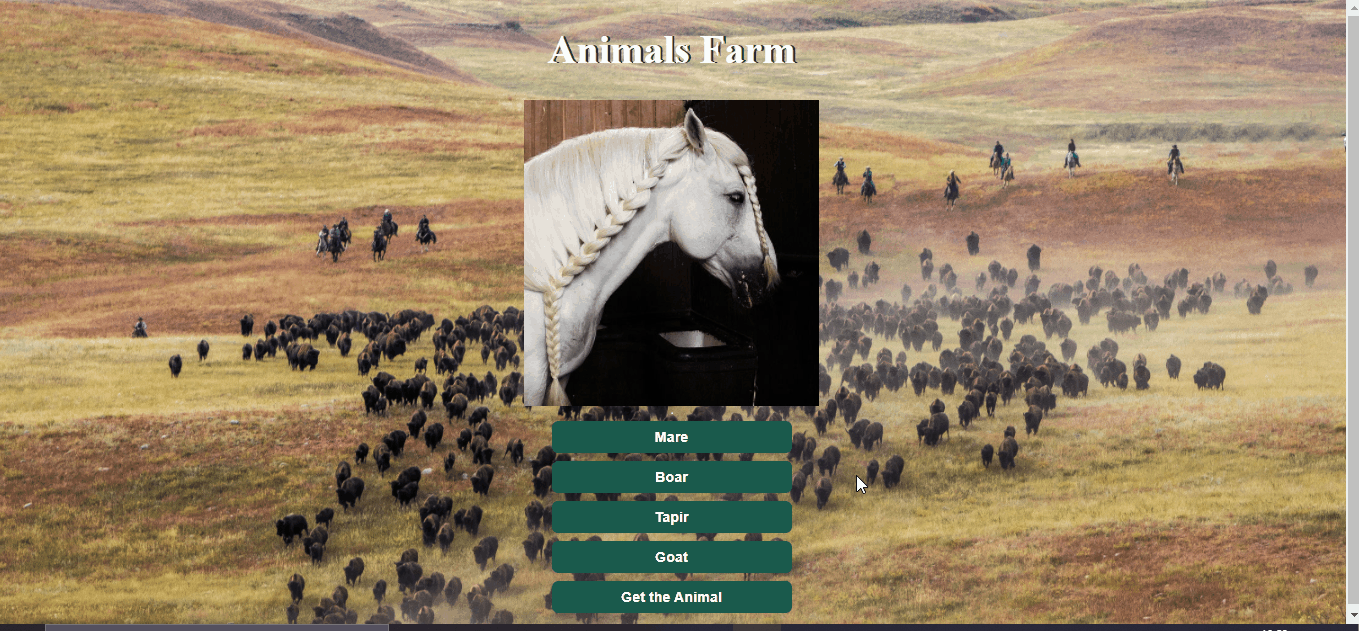 Animals Farm
Mare
Boar
Tapir
Goat
Get the Animal